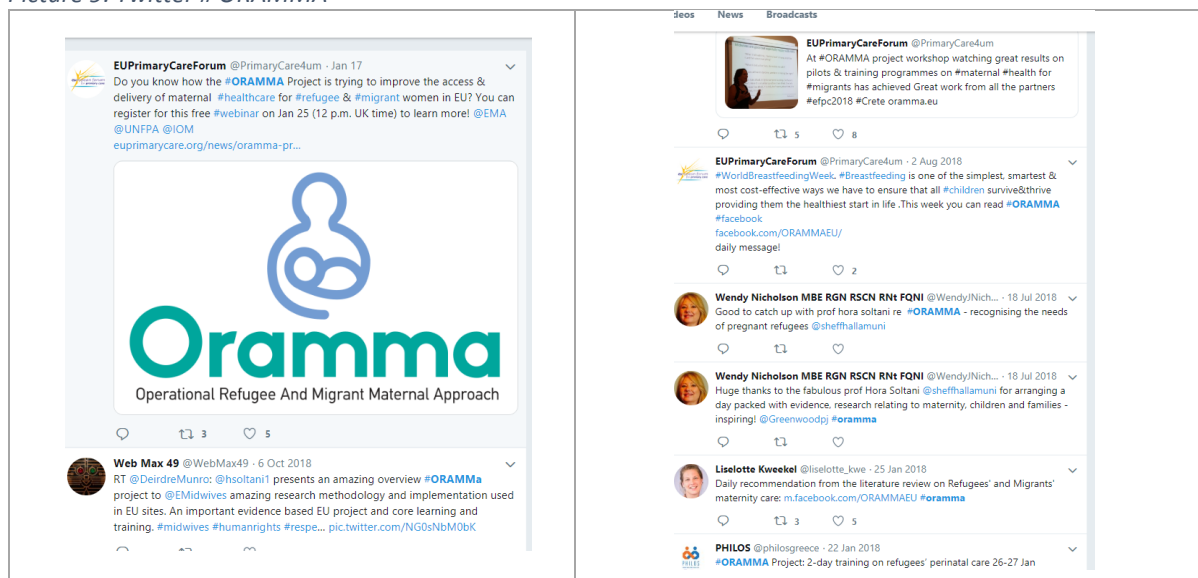 EUPrimaryCareForum @PrimaryCare4um · Jan 17
Do you know how the #ORAMMA Project is trying to improve the access &
delivery of maternal #healthcare for #refugee & #migrant women in EU? You can
register for this free #webinar on Jan 25 (12 p.m. UK time) to learn more! @EMA
@UNFPA @IOM
euprimarycare.org/news/oramma-pr...
Oramma
Operational Refugee And Migrant Maternal Approach
3 5
Web Max 49 @WebMax49 · 6 Oct 2018
RT @DeirdreMunro: @hsoltani1 presents an amazing overview #ORAMMa
project to @EMidwives amazing research methodology and implementation used
in EU sites. An important evidence based EU project and core learning and
training. #midwives #humanrights #respe... pic.twitter.com/NG0sNbM0bK
News Broadcasts
EUPrimaryCareForum @PrimaryCare4um
At #ORAMMA project workshop watching great results on
pilots & training programmes on #maternal #health for
#migrants has achieved Great work from all the partners
#efpc2018 #Crete oramma.eu
5 8
EUPrimaryCareForum @PrimaryCare4um · 2 Aug 2018
#WorldBreastfeedingWeek. #Breastfeeding is one of the simplest, smartest &
most cost-effective ways we have to ensure that all #children survive&thrive
providing them the healthiest start in life .This week you can read #ORAMMA
#facebook
facebook.com/ORAMMAEU/
daily message!
2
Wendy Nicholson MBE RGN RSCN RNt FQNI @WendyJNich... · 18 Jul 2018
Good to catch up with prof hora soltani re #ORAMMA - recognising the needs
of pregnant refugees @sheffhallamuni
Wendy Nicholson MBE RGN RSCN RNt FQNI @WendyJNich... · 18 Jul 2018
Huge thanks to the fabulous prof Hora Soltani @sheffhallamuni for arranging a
day packed with evidence, research relating to maternity, children and families -
inspiring! @Greenwoodpj #oramma
Liselotte Kweekel @liselotte_kwe · 25 Jan 2018
Daily recommendation from the literature review on Refugees' and Migrants'
maternity care: m.facebook.com/ORAMMAEU #oramma
3 5
PHILOS @philosgreece · 22 Jan 2018
#ORAMMA Project: 2-day training on refugees' perinatal care 26-27 Jan